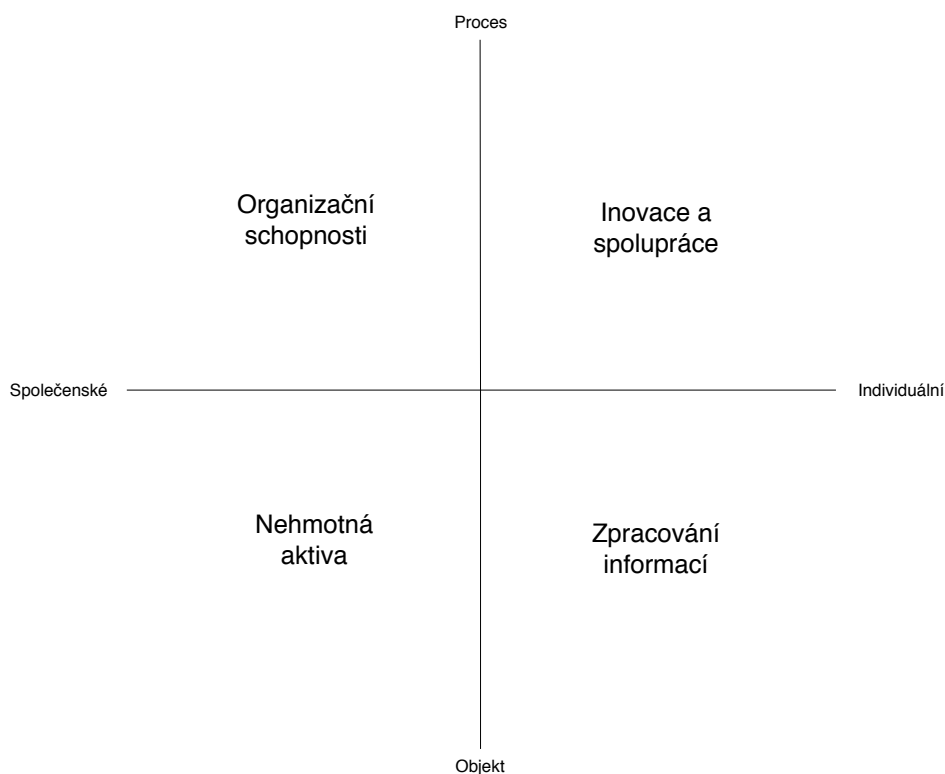 Proces
Organizační
schopnosti
Inovace a
spolupráce
Společenské
Individuální
Nehmotná
aktiva
Zpracování
informací
Objekt